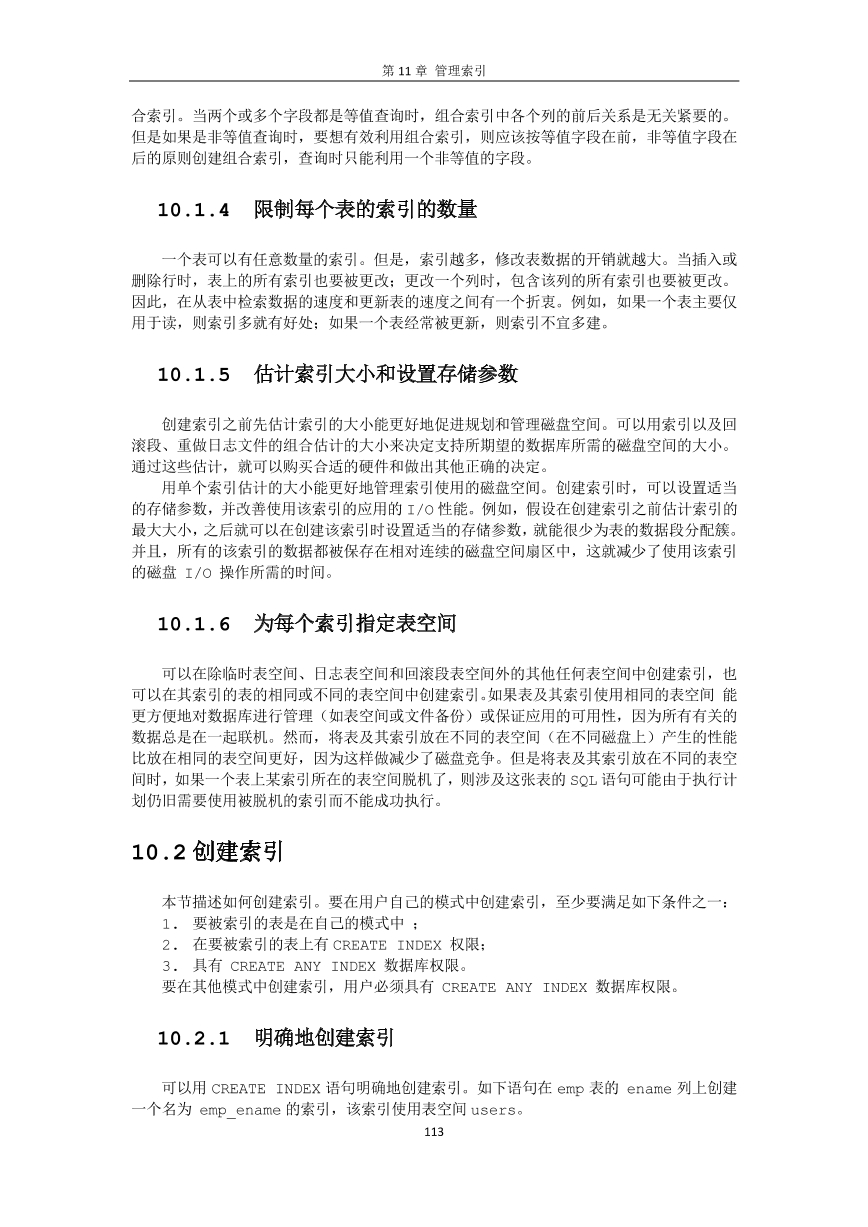 第 11 章 管理索引
合索引。当两个或多个字段都是等值查询时，组合索引中各个列的前后关系是无关紧要的。
但是如果是非等值查询时，要想有效利用组合索引，则应该按等值字段在前，非等值字段在
后的原则创建组合索引，查询时只能利用一个非等值的字段。
10.1.4 限制每个表的索引的数量
一个表可以有任意数量的索引。但是，索引越多，修改表数据的开销就越大。当插入或
删除行时，表上的所有索引也要被更改；更改一个列时，包含该列的所有索引也要被更改。
因此，在从表中检索数据的速度和更新表的速度之间有一个折衷。例如，如果一个表主要仅
用于读，则索引多就有好处；如果一个表经常被更新，则索引不宜多建。
10.1.5 估计索引大小和设置存储参数
创建索引之前先估计索引的大小能更好地促进规划和管理磁盘空间。可以用索引以及回
滚段、重做日志文件的组合估计的大小来决定支持所期望的数据库所需的磁盘空间的大小。
通过这些估计，就可以购买合适的硬件和做出其他正确的决定。
用单个索引估计的大小能更好地管理索引使用的磁盘空间。创建索引时，可以设置适当
的存储参数，并改善使用该索引的应用的 I/O 性能。例如，假设在创建索引之前估计索引的
最大大小，之后就可以在创建该索引时设置适当的存储参数，就能很少为表的数据段分配簇。
并且，所有的该索引的数据都被保存在相对连续的磁盘空间扇区中，这就减少了使用该索引
的磁盘 I/O 操作所需的时间。
10.1.6 为每个索引指定表空间
可以在除临时表空间、日志表空间和回滚段表空间外的其他任何表空间中创建索引，也
可以在其索引的表的相同或不同的表空间中创建索引。如果表及其索引使用相同的表空间 能
更方便地对数据库进行管理（如表空间或文件备份）或保证应用的可用性，因为所有有关的
数据总是在一起联机。然而，将表及其索引放在不同的表空间（在不同磁盘上）产生的性能
比放在相同的表空间更好，因为这样做减少了磁盘竞争。但是将表及其索引放在不同的表空
间时，如果一个表上某索引所在的表空间脱机了，则涉及这张表的 SQL 语句可能由于执行计
划仍旧需要使用被脱机的索引而不能成功执行。
10.2 创建索引
本节描述如何创建索引。要在用户自己的模式中创建索引，至少要满足如下条件之一：
1. 要被索引的表是在自己的模式中 ；
2. 在要被索引的表上有 CREATE INDEX 权限；
3. 具有 CREATE ANY INDEX 数据库权限。
要在其他模式中创建索引，用户必须具有 CREATE ANY INDEX 数据库权限。
10.2.1 明确地创建索引
可以用 CREATE INDEX 语句明确地创建索引。如下语句在 emp 表的 ename 列上创建
一个名为 emp_ename 的索引，该索引使用表空间 users。
113